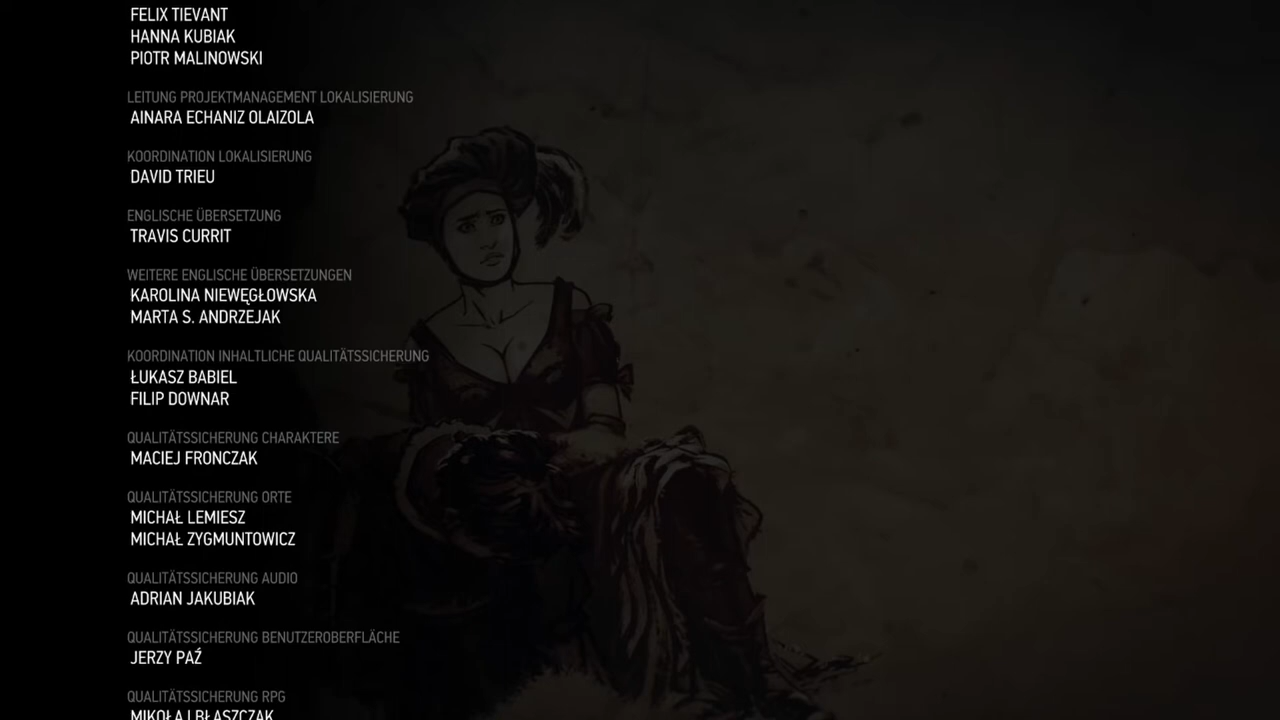 FELIX TIEVANT
HANNA KUBIAK
PIOTR MALINOWSKI
LEITUNG PROJEKTMANAGEMENT LOKALISIERUNG
AINARA ECHANIZ OLAIZOLA
KOORDINATION LOKALISIERUNG
DAVID TRIEU
ENGLISCHE ÜBERSETZUNG
TRAVIS CURRIT
WEITERE ENGLISCHE ÜBERSETZUNGEN
KAROLINA NIEWĘGŁOWSKA
MARTA S. ANDRZEJAK
KOORDINATION INHALTLICHE QUALITÄTSSICHERUNG
ŁUKASZ BABIEL
FILIP DOWNAR
QUALITÄTSSICHERUNG CHARAKTERE
MACIEJ FRONCZAK
QUALITÄTSSICHERUNG ORTE
MICHAŁ LEMIESZ
MICHAŁ ZYGMUNTOWICZ
QUALITÄTSSICHERUNG AUDIO
ADRIAN JAKUBIAK
QUALITÄTSSICHERUNG BENUTZEROBERFLÄCHE
JERZY PAŹ
QUALITÄTSSICHERUNG RPG
MIKOŁAJ BŁASZCZAK